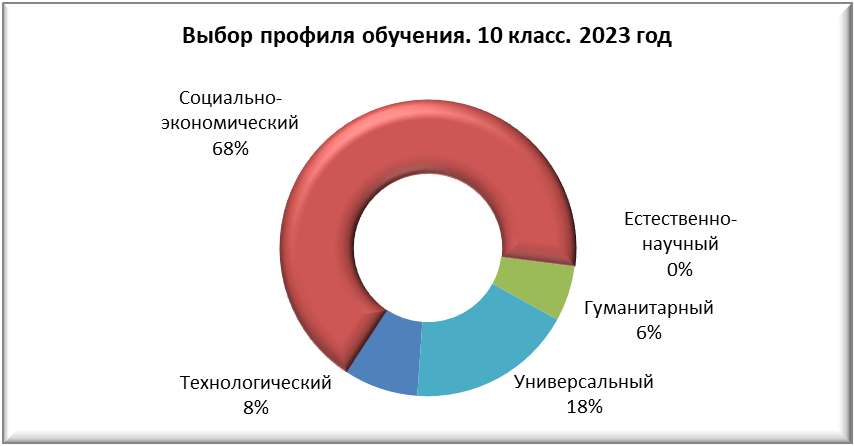 Выбор профиля обучения. 10 класс. 2023 год
Социально-
экономический
68%
Естественно-
научный
0%
Гуманитарный
6%
Универсальный
18%
Технологический
8%